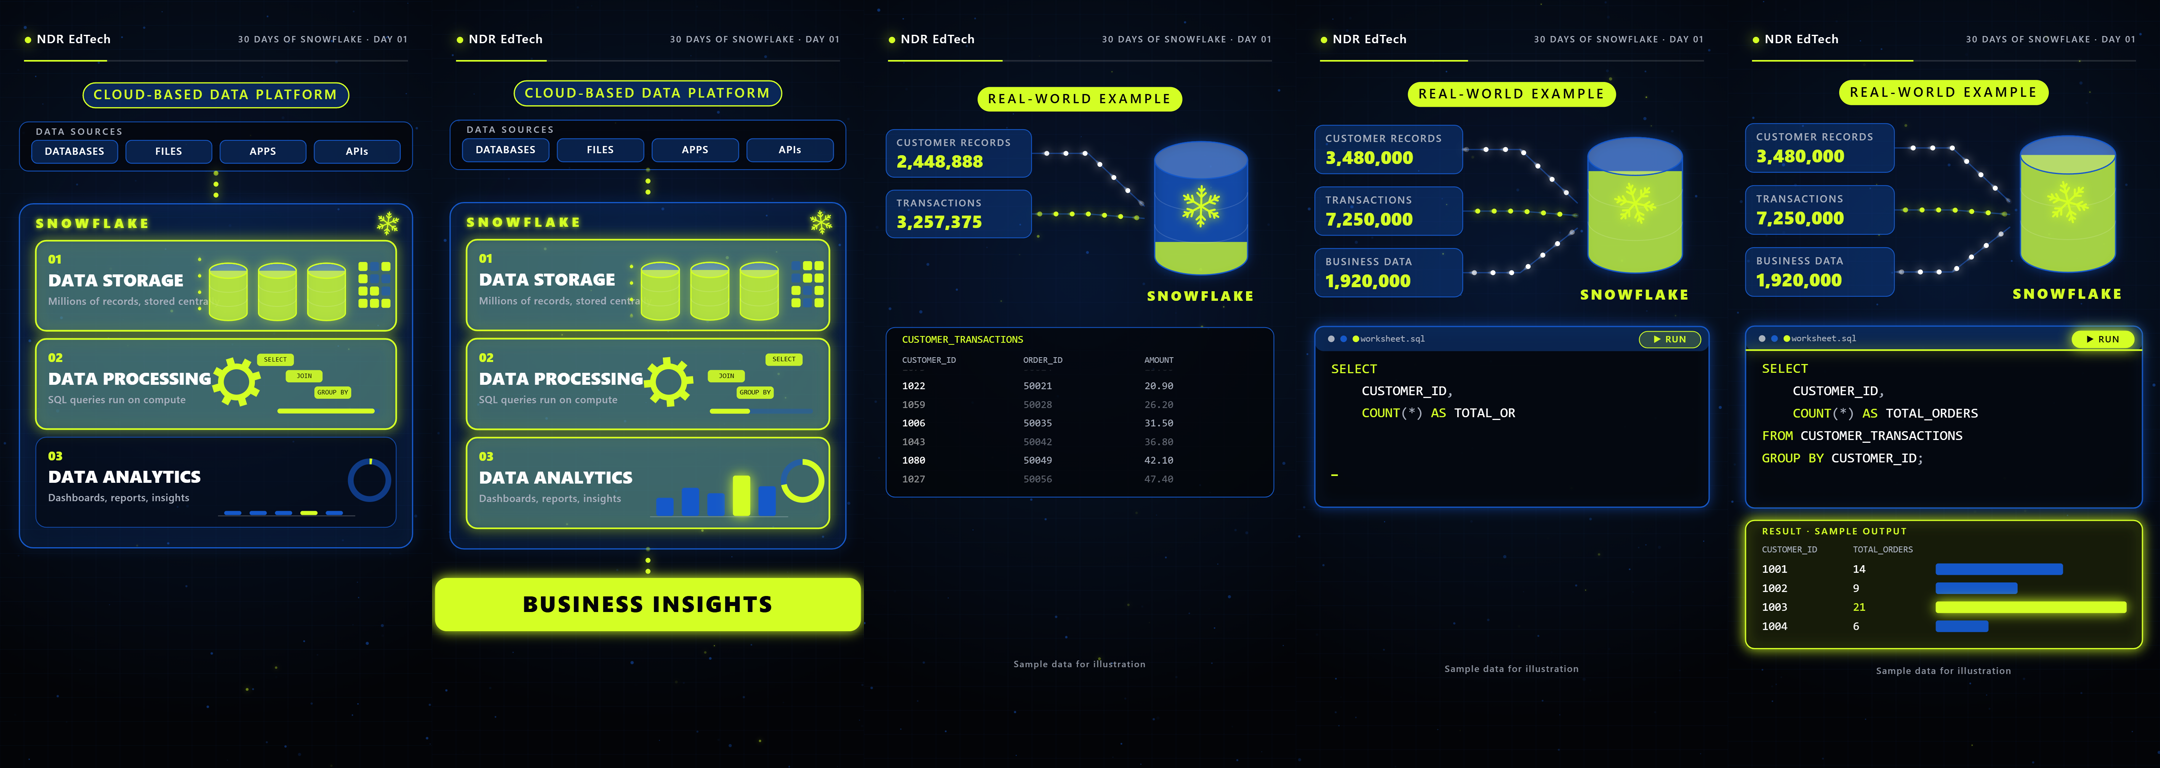 NDR EdTech
30 DAYS OF SNOWFLAKE · DAY 01
CLOUD-BASED DATA PLATFORM
DATA SOURCES
DATABASES FILES APPS APIs
SNOWFLAKE
01
DATA STORAGE
Millions of records, stored centra
02
DATA PROCESSING
SQL queries run on compute
SELECT
JOIN
GROUP BY
03
DATA ANALYTICS
Dashboards, reports, insights
NDR EdTech
30 DAYS OF SNOWFLAKE · DAY 01
CLOUD-BASED DATA PLATFORM
DATA SOURCES
DATABASES FILES APPS APIs
SNOWFLAKE
01
DATA STORAGE
Millions of records, stored centra
02
DATA PROCESSING
SQL queries run on compute
SELECT
JOIN
GROUP BY
03
DATA ANALYTICS
Dashboards, reports, insights
BUSINESS INSIGHTS
NDR EdTech
30 DAYS OF SNOWFLAKE · DAY 01
REAL-WORLD EXAMPLE
CUSTOMER RECORDS
2,448,888
TRANSACTIONS
3,257,375
SNOWFLAKE
CUSTOMER_TRANSACTIONS
CUSTOMER_ID ORDER_ID AMOUNT
1022 50021 20.90
1059 50028 26.20
1006 50035 31.50
1043 50042 36.80
1080 50049 42.10
1027 50056 47.40
Sample data for illustration
NDR EdTech
30 DAYS OF SNOWFLAKE · DAY 01
REAL-WORLD EXAMPLE
CUSTOMER RECORDS
3,480,000
TRANSACTIONS
7,250,000
BUSINESS DATA
1,920,000
SNOWFLAKE
worksheet.sql
▶ RUN
SELECT
CUSTOMER_ID,
COUNT(*) AS TOTAL_OR
_
Sample data for illustration
NDR EdTech
30 DAYS OF SNOWFLAKE · DAY 01
REAL-WORLD EXAMPLE
CUSTOMER RECORDS
3,480,000
TRANSACTIONS
7,250,000
BUSINESS DATA
1,920,000
SNOWFLAKE
worksheet.sql
▶ RUN
SELECT
CUSTOMER_ID,
COUNT(*) AS TOTAL_ORDERS
FROM CUSTOMER_TRANSACTIONS
GROUP BY CUSTOMER_ID;
RESULT · SAMPLE OUTPUT
CUSTOMER_ID TOTAL_ORDERS
1001 14
1002 9
1003 21
1004 6
Sample data for illustration